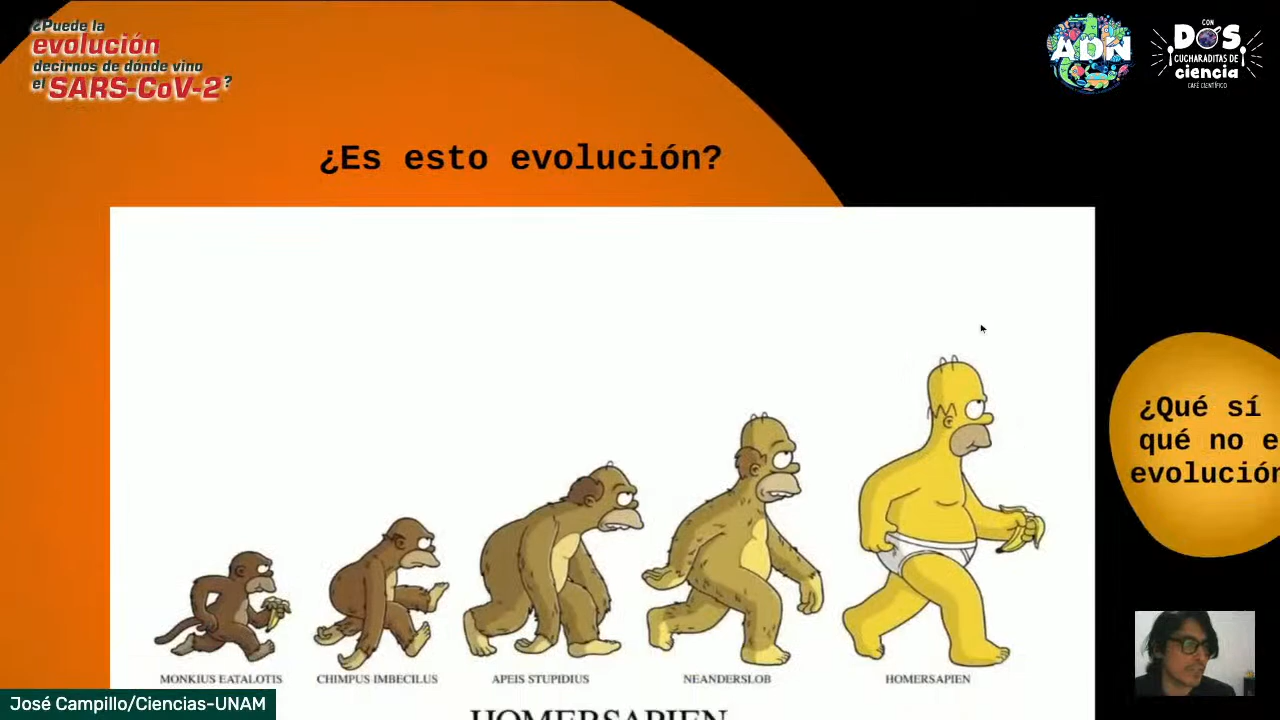 ¿Puede la
evolución
decirnos de dónde vino
el SARS-CoV-2?
ADN
CON
DOS
CUCHARADITAS DE
ciencia
CAFÉ CIENTÍFICO
¿Es esto evolución?
¿Qué sí
qué no e
evolución
MONKIUS EATALOTIS
CHIMPUS IMBECILUS
APEIS STUPIDIUS
NEANDERSLOB
HOMERSAPIEN
HOMERSAPIEN
José Campillo/Ciencias-UNAM